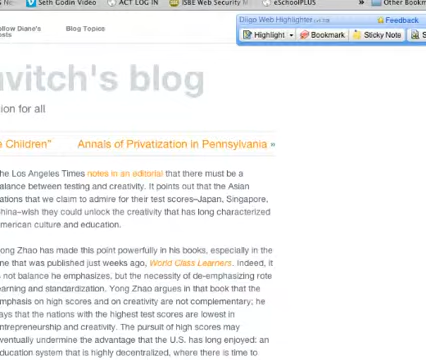 Seth Godin Video ACT LOG IN ISBE Web Security M eSchoolPLUS » Other Bookm
ollow Diane's Blog Topics
Diigo Web Highlighter Feedback
Highlight Bookmark Sticky Note
vitch's blog
ion for all
e Children" Annals of Privatization in Pennsylvania »
he Los Angeles Times notes in an editorial that there must be a
alance between testing and creativity. It points out that the Asian
ations that we claim to admire for their test scores–Japan, Singapore,
hina–wish they could unlock the creativity that has long characterized
merican culture and education.
ong Zhao has made this point powerfully in his books, especially in the
ne that was published just weeks ago, World Class Learners. Indeed, it
s not balance he emphasizes, but the necessity of de-emphasizing rote
earning and standardization. Yong Zhao argues in that book that the
mphasis on high scores and on creativity are not complementary; he
ays that the nations with the highest test scores are lowest in
ntrepreneurship and creativity. The pursuit of high scores may
ventually undermine the advantage that the U.S. has long enjoyed: an
ducation system that is highly decentralized, where there is time to